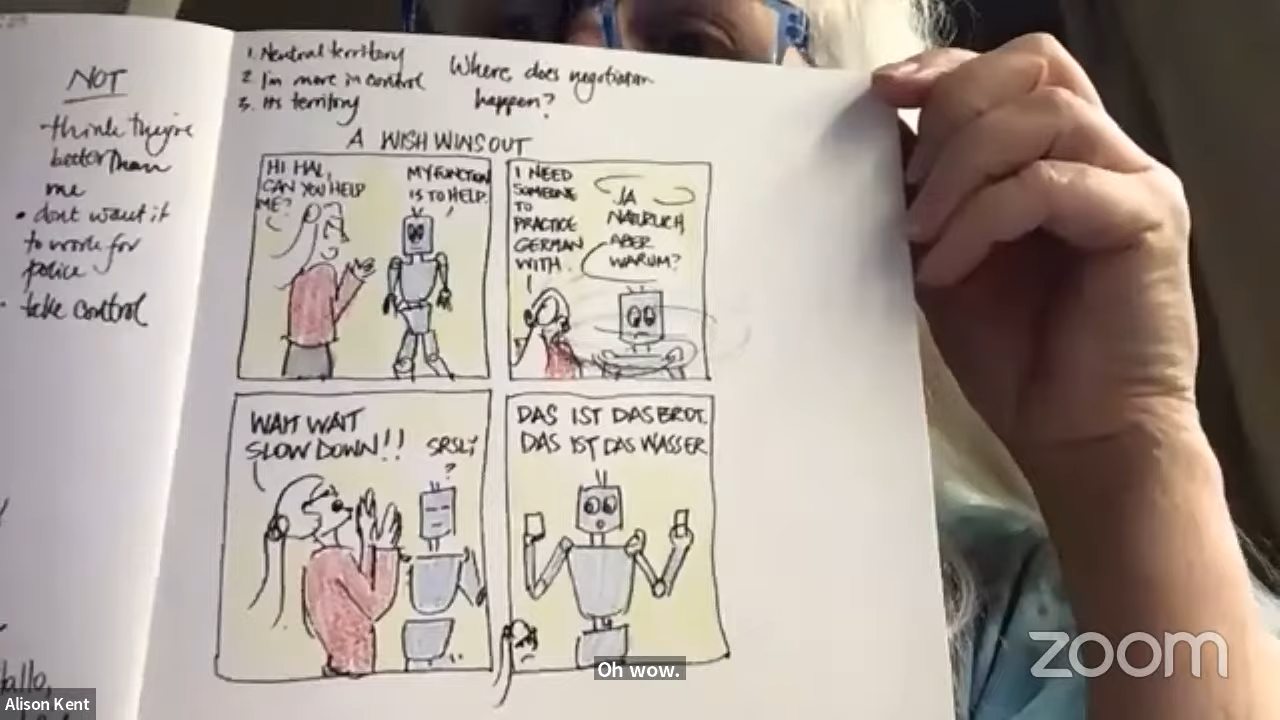 NOT
- think they're
better than
me
• dont want it
to work for
police
- take control
1. Neutral territory
2 I'm more in control
3. Its territory
Where does negotiation
happen?
A WISH WINS OUT
HI HAL,
CAN YOU HELP
ME?
MY FUNCTION
IS TO HELP.
I NEED
SOMEONE
TO
PRACTICE
GERMAN
WITH.
JA
NATURLICH
ABER
WARUM?
WAIT WAIT
SLOW DOWN!!
SRSLY
?
DAS IST DAS BROT.
DAS IST DAS WASSER
Oh wow.
Alison Kent
zoom